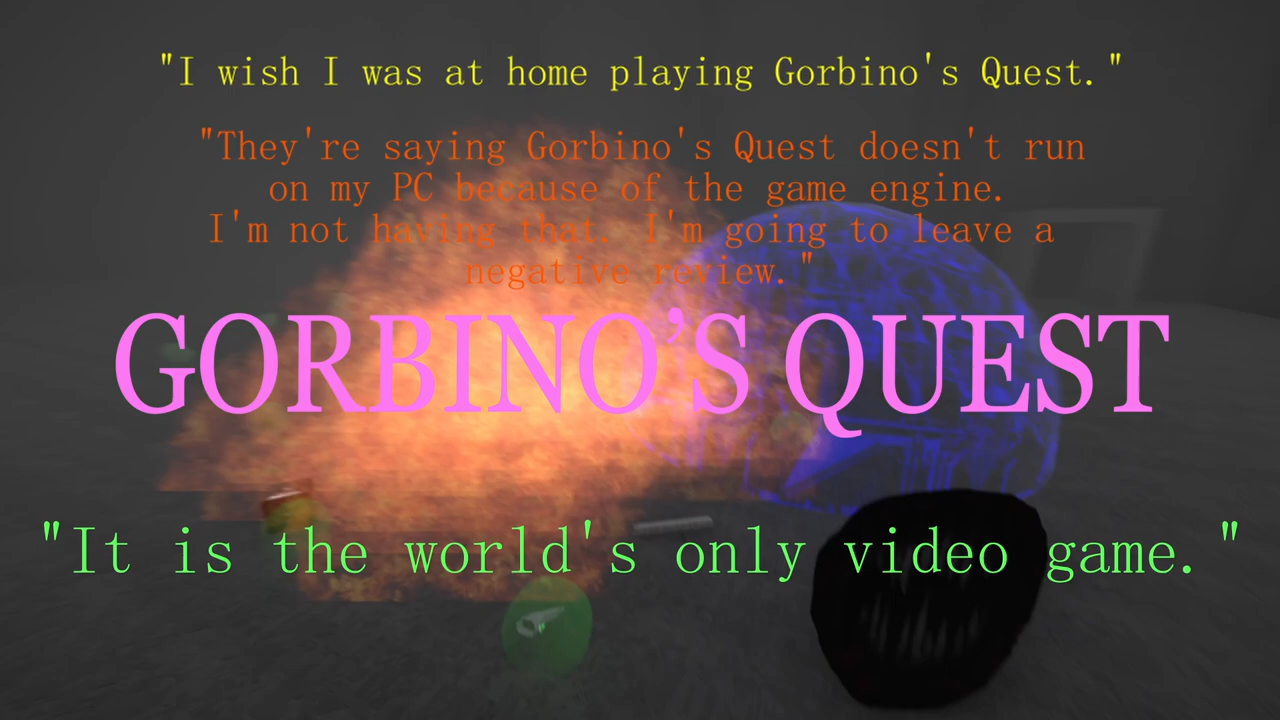 "I wish I was at home playing Gorbino's Quest."
"They're saying Gorbino's Quest doesn't run
on my PC because of the game engine.
I'm not having that. I'm going to leave a
negative review."
GORBINO’S QUEST
"It is the world's only video game."